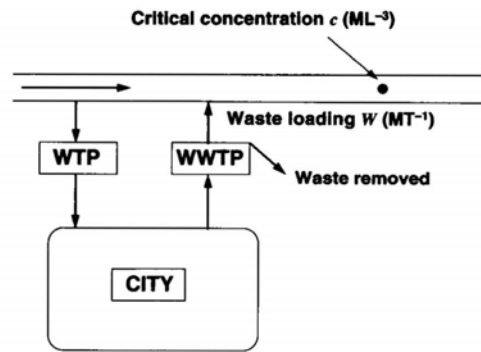 Critical concentration c (ML⁻³)
Waste loading W (MT⁻¹)
WTP
WWTP
Waste removed
CITY